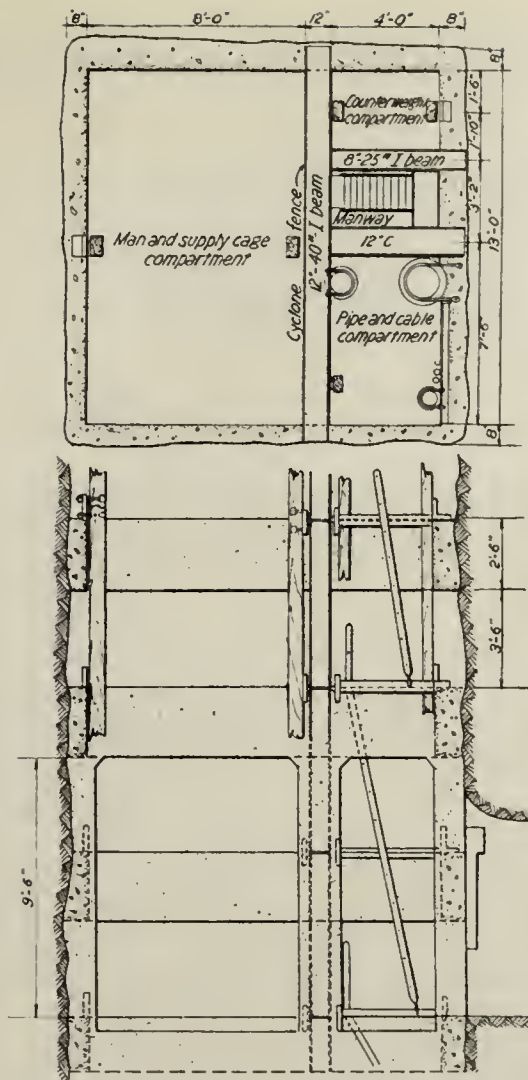 8"
8'-0"
12"
4'-0"
8"
8"
1'-6"
Counterweight
compartment
1'-10"
8"-25# I beam
3'-2"
13'-0"
Manway
12"C
Cyclone fence
12"-40# I beam
Man and supply cage
compartment
Pipe and cable
compartment
7'-6"
8"
2'-6"
3'-6"
9'-6"